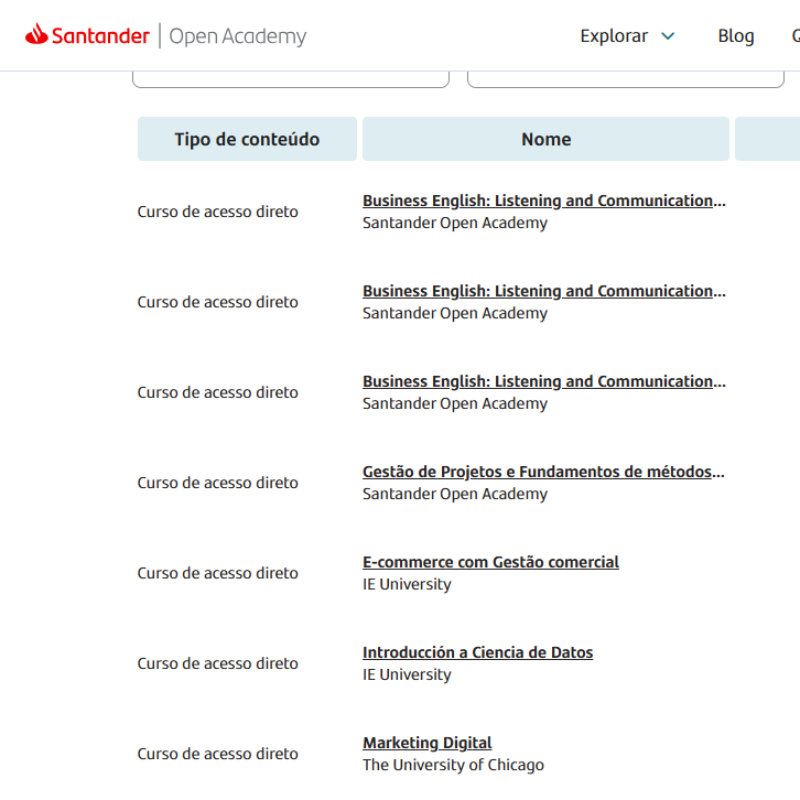 Santander | Open Academy
Explorar
Blog
Tipo de conteúdo
Nome
Curso de acesso direto
Business English: Listening and Communication...
Santander Open Academy
Curso de acesso direto
Business English: Listening and Communication...
Santander Open Academy
Curso de acesso direto
Business English: Listening and Communication...
Santander Open Academy
Curso de acesso direto
Gestão de Projetos e Fundamentos de métodos...
Santander Open Academy
Curso de acesso direto
E-commerce com Gestão comercial
IE University
Curso de acesso direto
Introducción a Ciencia de Datos
IE University
Curso de acesso direto
Marketing Digital
The University of Chicago